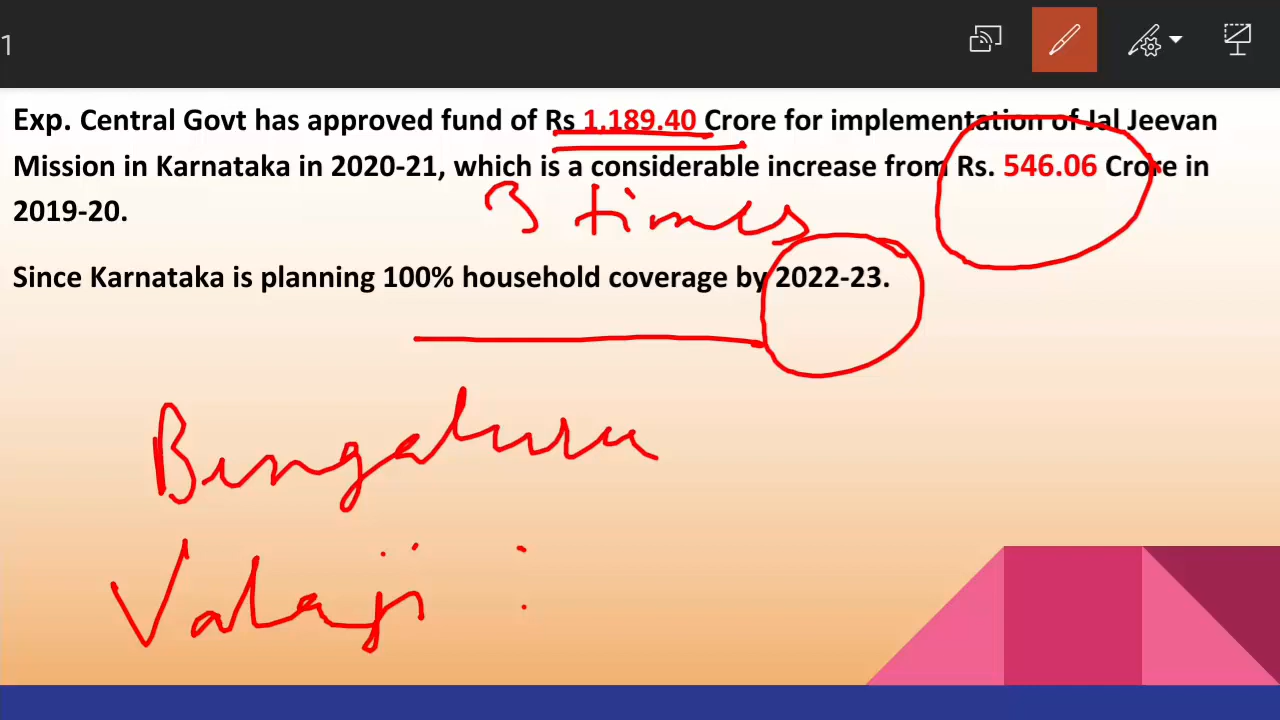 1
Exp. Central Govt has approved fund of Rs 1,189.40 Crore for implementation of Jal Jeevan
Mission in Karnataka in 2020-21, which is a considerable increase from Rs. 546.06 Crore in
2019-20.
3 times
Since Karnataka is planning 100% household coverage by 2022-23.
Bengaluru
Valaji :